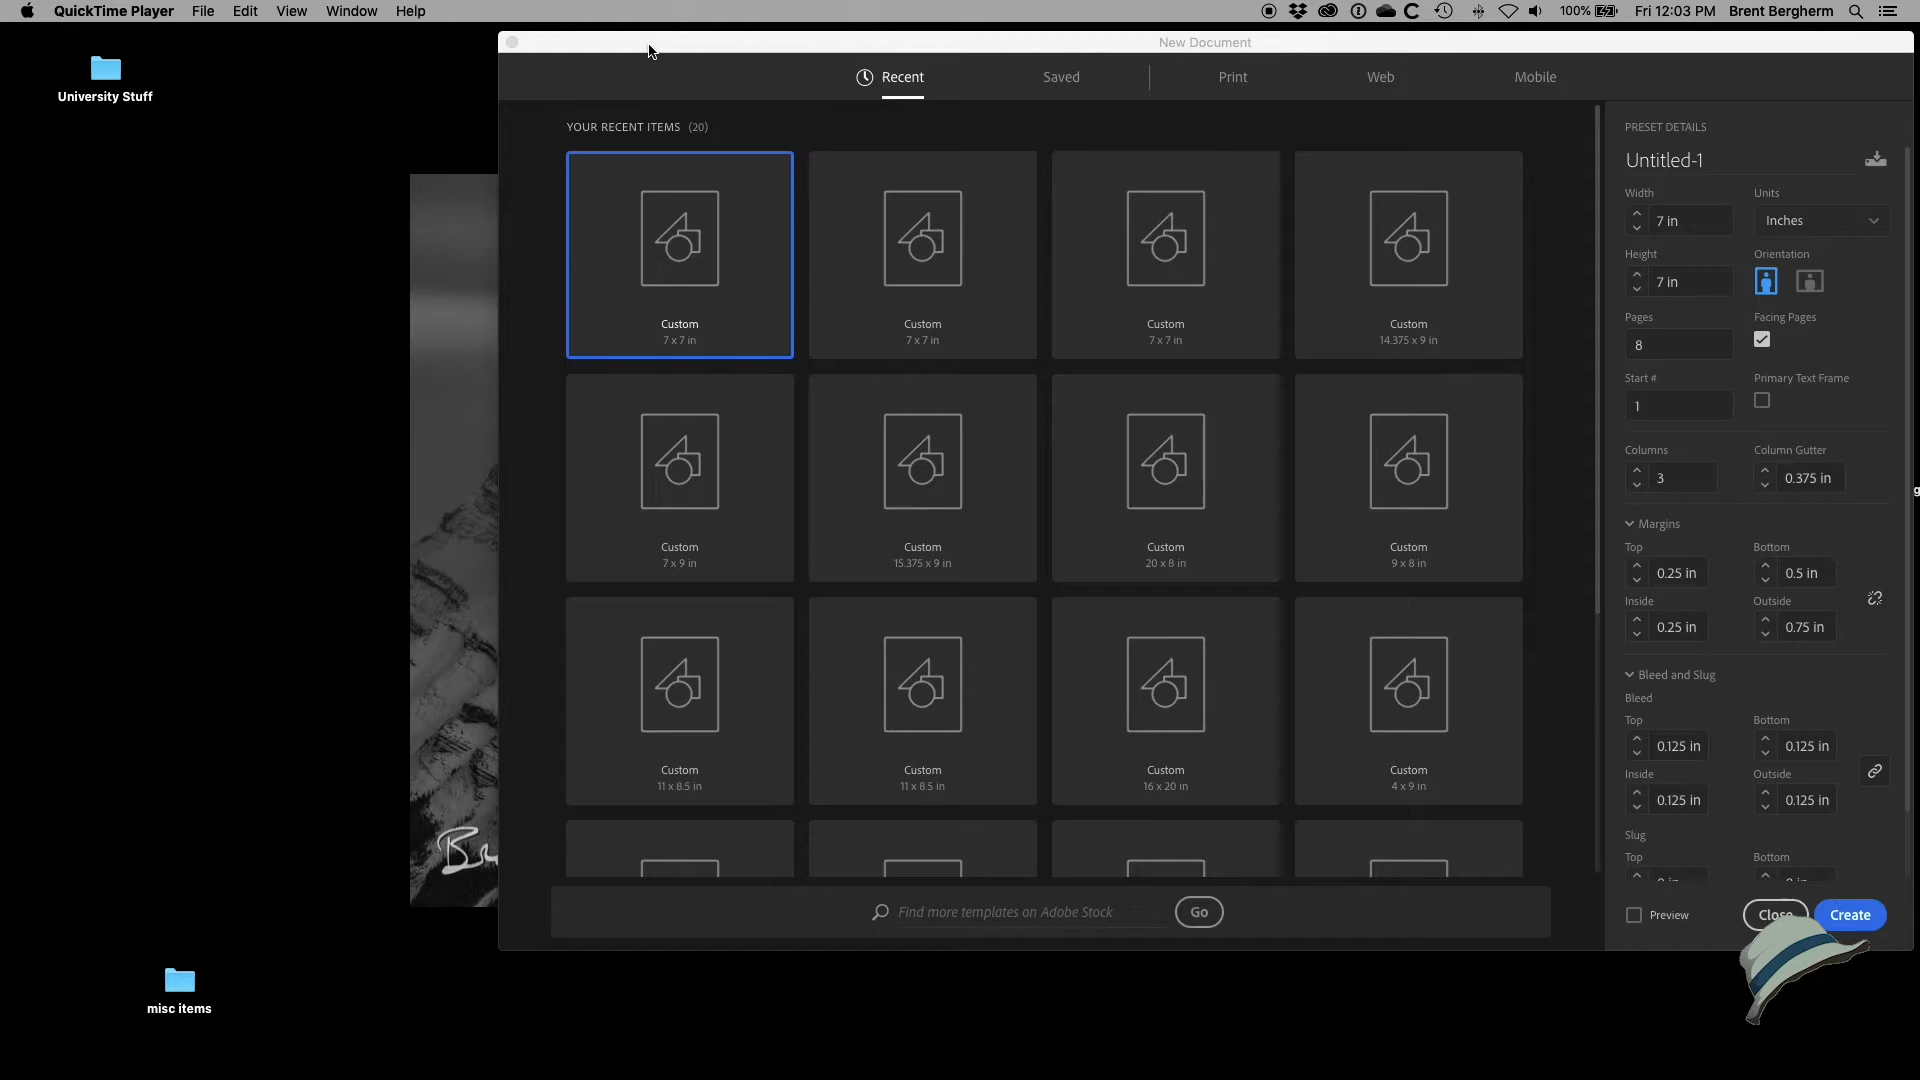 QuickTime Player File Edit View Window Help 100% Fri 12:03 PM Brent Bergherm
University Stuff
New Document
Recent Saved Print Web Mobile
YOUR RECENT ITEMS (20)
Custom
7 x 7 in
Custom
7 x 7 in
Custom
7 x 7 in
Custom
14.375 x 9 in
Custom
7 x 9 in
Custom
15.375 x 9 in
Custom
20 x 8 in
Custom
9 x 8 in
Custom
11 x 8.5 in
Custom
11 x 8.5 in
Custom
16 x 20 in
Custom
4 x 9 in
Find more templates on Adobe Stock Go
PRESET DETAILS
Untitled-1
Width Units
7 in Inches
Height Orientation
7 in
Pages Facing Pages
8
Start # Primary Text Frame
1
Columns Column Gutter
3 0.375 in
Margins
Top Bottom
0.25 in 0.5 in
Inside Outside
0.25 in 0.75 in
Bleed and Slug
Bleed
Top Bottom
0.125 in 0.125 in
Inside Outside
0.125 in 0.125 in
Slug
Top Bottom
Preview Close Create
misc items